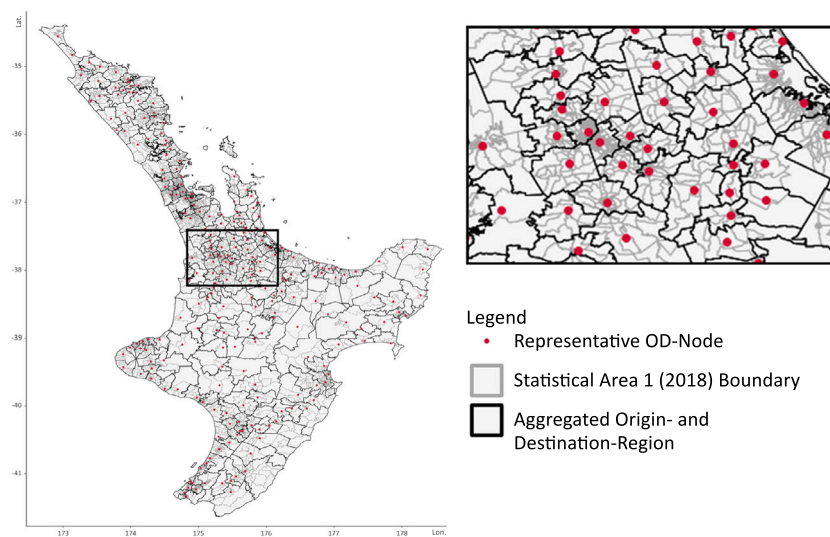 Lat.
-35
-36
-37
-38
-39
-40
-41
173
174
175
176
177
178
Lon.
Legend
Representative OD-Node
Statistical Area 1 (2018) Boundary
Aggregated Origin- and
Destination-Region